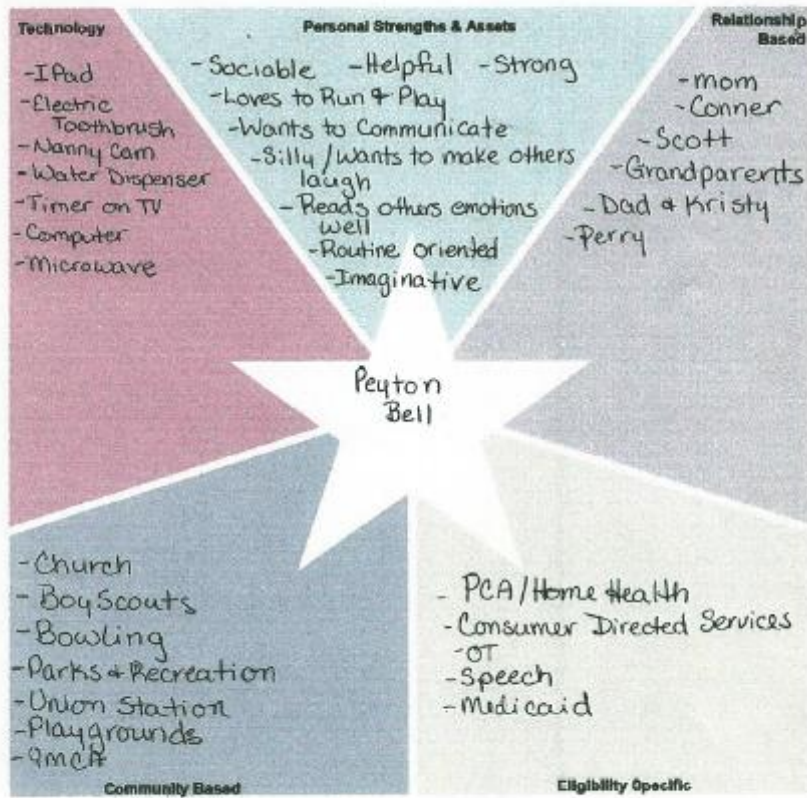 Technology
-IPad
-Electric
Toothbrush
-Nanny Cam
-Water Dispenser
-Timer on TV
-Computer
-Microwave
Personal Strengths & Assets
-Sociable -Helpful -Strong
-Loves to Run & Play
-Wants to Communicate
-Silly/Wants to make others
laugh
-Reads others emotions
well
-Routine oriented
-Imaginative
Relationship
Based
-mom
-Conner
-Scott
-Grandparents
-Dad & Kristy
-Perry
Peyton
Bell
-Church
-BoyScouts
-Bowling
-Parks & Recreation
-Union Station
-Playgrounds
-YMCA
Community Based
- PCA/Home Health
-Consumer Directed Services
-OT
-Speech
-Medicaid
Eligibility Specific